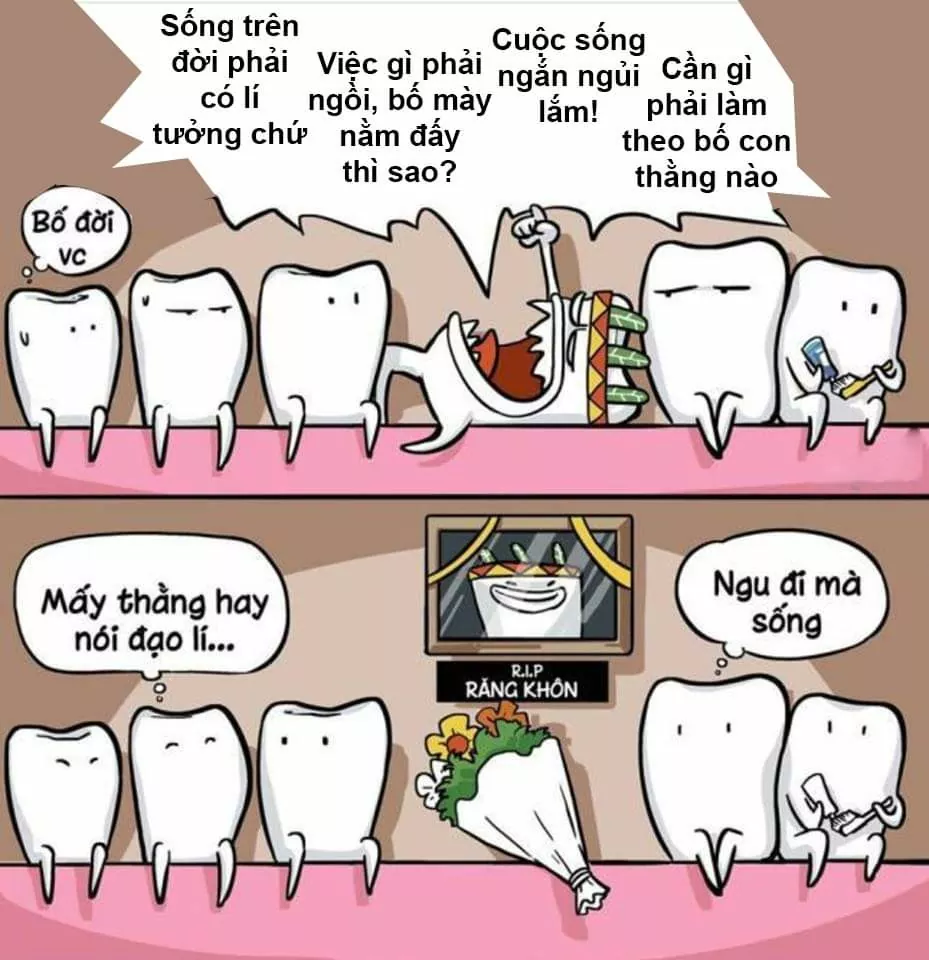 Sống trên
đời phải
có lí
tưởng chứ
Việc gì phải
ngồi, bố mày
nằm đấy
thì sao?
Cuộc sống
ngắn ngủi
lắm!
Cần gì
phải làm
theo bố con
thằng nào
Bố đời
vc
Mấy thằng hay
nói đạo lí...
R.I.P
RĂNG KHÔN
Ngu đí mà
sống